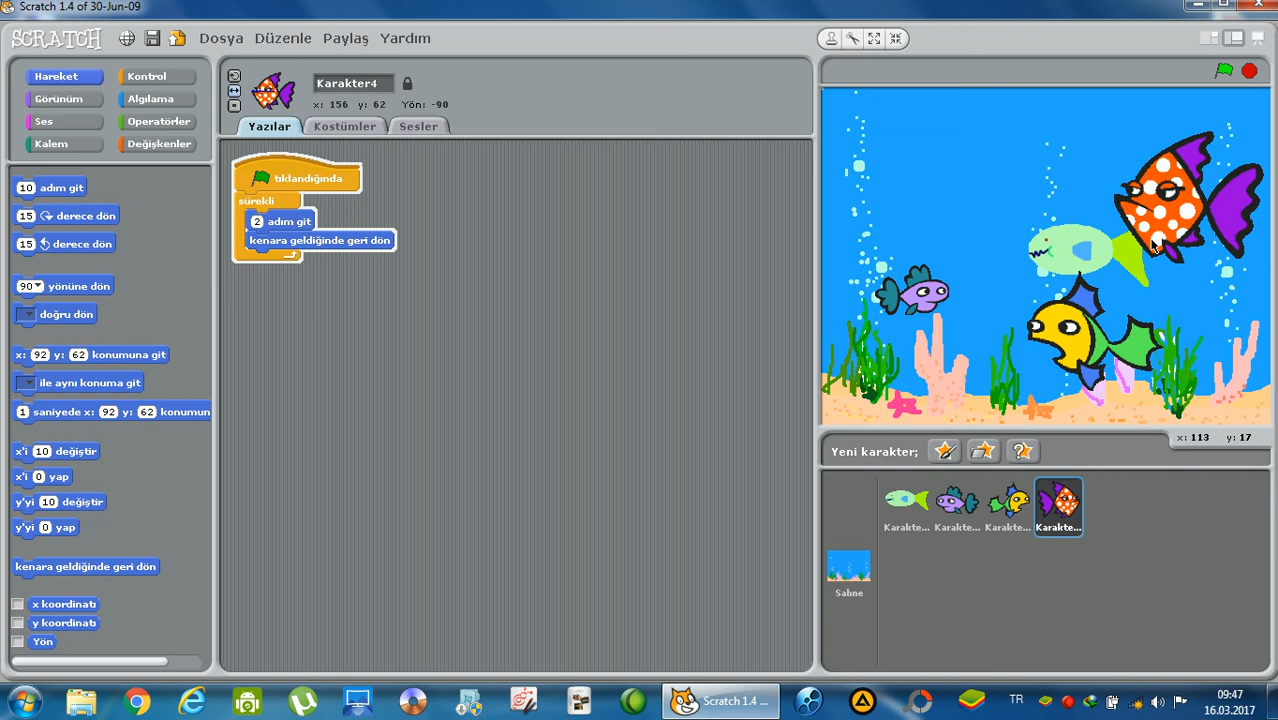 Scratch 1.4 of 30-Jun-09
SCRATCH Dosya Düzenle Paylaş Yardım
Hareket Kontrol
Görünüm Algılama
Ses Operatörler
Kalem Değişkenler
10 adım git
15 derece dön
15 derece dön
90 yönüne dön
doğru dön
x: 92 y: 62 konumuna git
ile aynı konuma git
1 saniyede x: 92 y: 62 konumun
x'i 10 değiştir
x'i 0 yap
y'yi 10 değiştir
y'yi 0 yap
kenara geldiğinde geri dön
x koordinatı
y koordinatı
Yön
Karakter4
x: 156 y: 62 Yön: -90
Yazılar Kostümler Sesler
tıklandığında
sürekli
2 adım git
kenara geldiğinde geri dön
x: 113 y: 17
Yeni karakter;
Karakte... Karakte... Karakte... Karakte...
Sahne
Scratch 1.4 ...
TR
09:47
16.03.2017